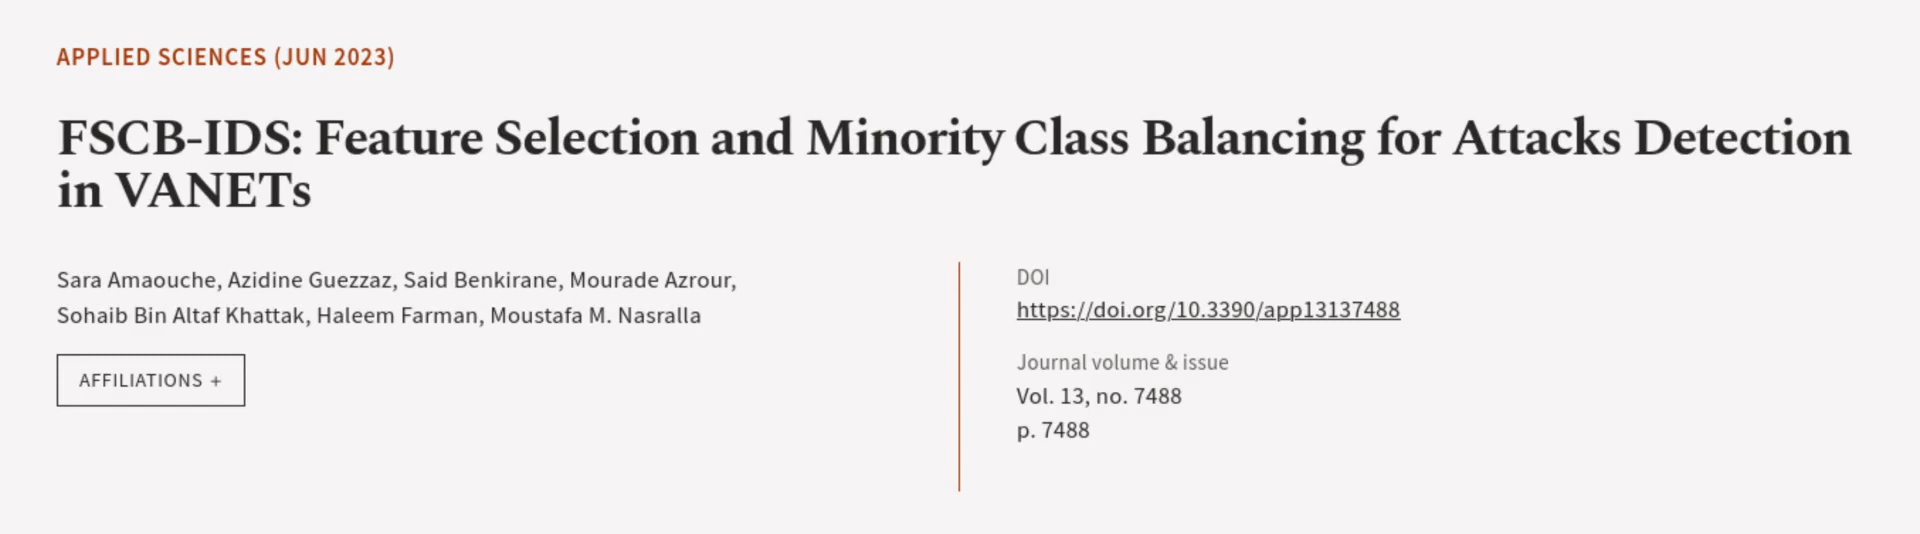 APPLIED SCIENCES (JUN 2023)
FSCB-IDS: Feature Selection and Minority Class Balancing for Attacks Detection
in VANETs
Sara Amaouche, Azidine Guezzaz, Said Benkirane, Mourade Azrour,
Sohaib Bin Altaf Khattak, Haleem Farman, Moustafa M. Nasralla
AFFILIATIONS +
DOI
https://doi.org/10.3390/app13137488
Journal volume & issue
Vol. 13, no. 7488
p. 7488